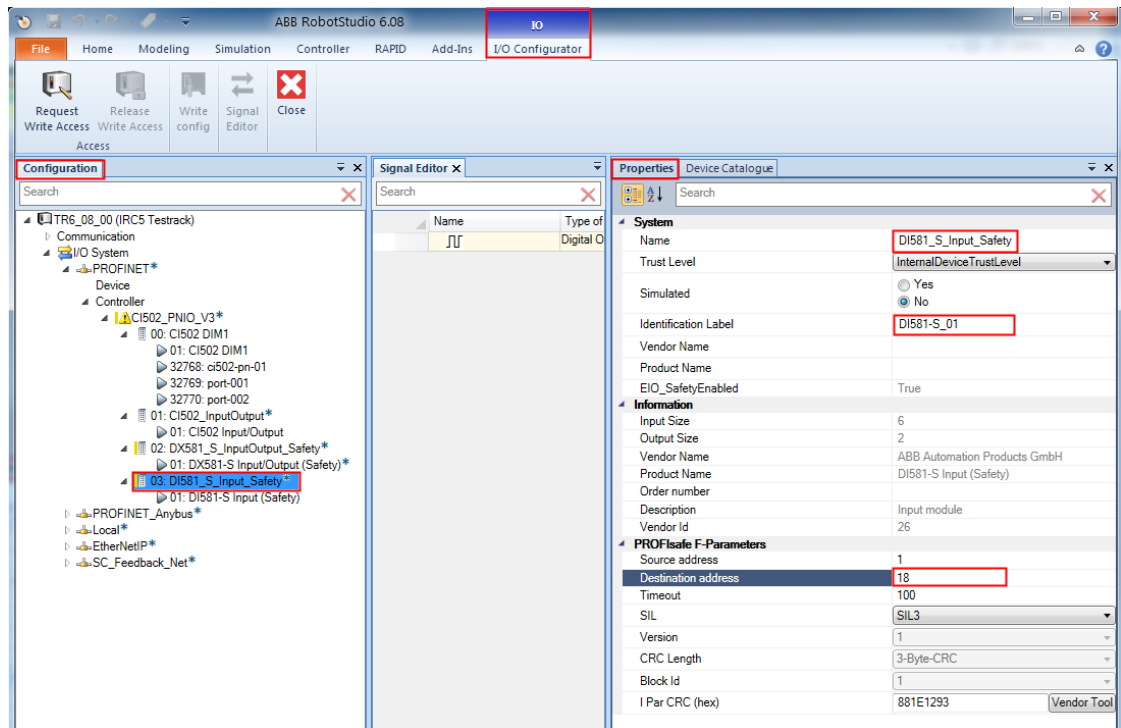 ABB RobotStudio 6.08
IO
File Home Modeling Simulation Controller RAPID Add-Ins I/O Configurator
Request Write Access
Release Write Access
Write config
Signal Editor
Close
Access
Configuration
Search
TR6_08_00 (IRC5 Testrack)
Communication
I/O System
PROFINET*
Device
Controller
CI502_PNIO_V3*
00: CI502 DIM1
01: CI502 DIM1
32768: ci502-pn-01
32769: port-001
32770: port-002
01: CI502_InputOutput*
01: CI502 Input/Output
02: DX581_S_InputOutput_Safety*
01: DX581-S Input/Output (Safety)*
03: DI581_S_Input_Safety*
01: DI581-S Input (Safety)
PROFINET_Anybus*
Local*
EtherNetIP*
SC_Feedback_Net*
Signal Editor
Search
Name Type of
Digital O
Properties Device Catalogue
Search
System
Name DI581_S_Input_Safety
Trust Level InternalDeviceTrustLevel
Simulated Yes
No
Identification Label DI581-S_01
Vendor Name
Product Name
EIO_SafetyEnabled True
Information
Input Size 6
Output Size 2
Vendor Name ABB Automation Products GmbH
Product Name DI581-S Input (Safety)
Order number
Description Input module
Vendor Id 26
PROFIsafe F-Parameters
Source address 1
Destination address 18
Timeout 100
SIL SIL3
Version 1
CRC Length 3-Byte-CRC
Block Id 1
I Par CRC (hex) 881E1293 Vendor Tool